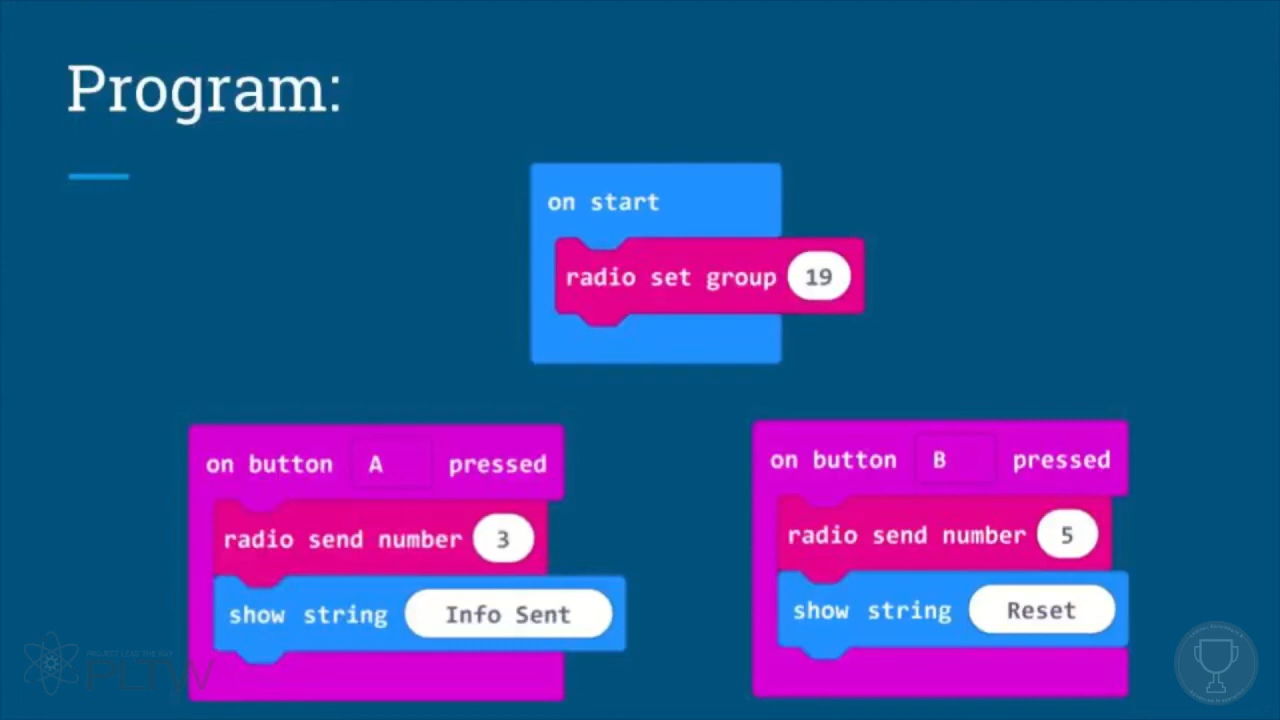 Program:
on start
radio set group 19
on button A pressed
radio send number 3
show string Info Sent
on button B pressed
radio send number 5
show string Reset
PLTW